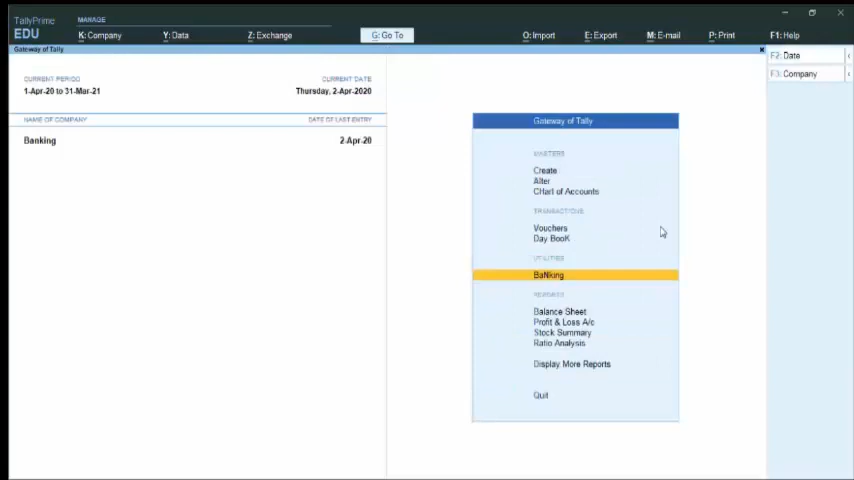 TallyPrime
EDU
MANAGE
K: Company
Y: Data
Z: Exchange
G: Go To
O: Import
E: Export
M: E-mail
P: Print
F1: Help
Gateway of Tally
F2: Date
F3: Company
CURRENT PERIOD
CURRENT DATE
1-Apr-20 to 31-Mar-21
Thursday, 2-Apr-2020
NAME OF COMPANY
DATE OF LAST ENTRY
Banking
2-Apr-20
Gateway of Tally
MASTERS
Create
Alter
CHart of Accounts
TRANSACTIONS
Vouchers
Day BooK
UTILITIES
BaNking
REPORTS
Balance Sheet
Profit & Loss A/c
Stock Summary
Ratio Analysis
Display More Reports
Quit